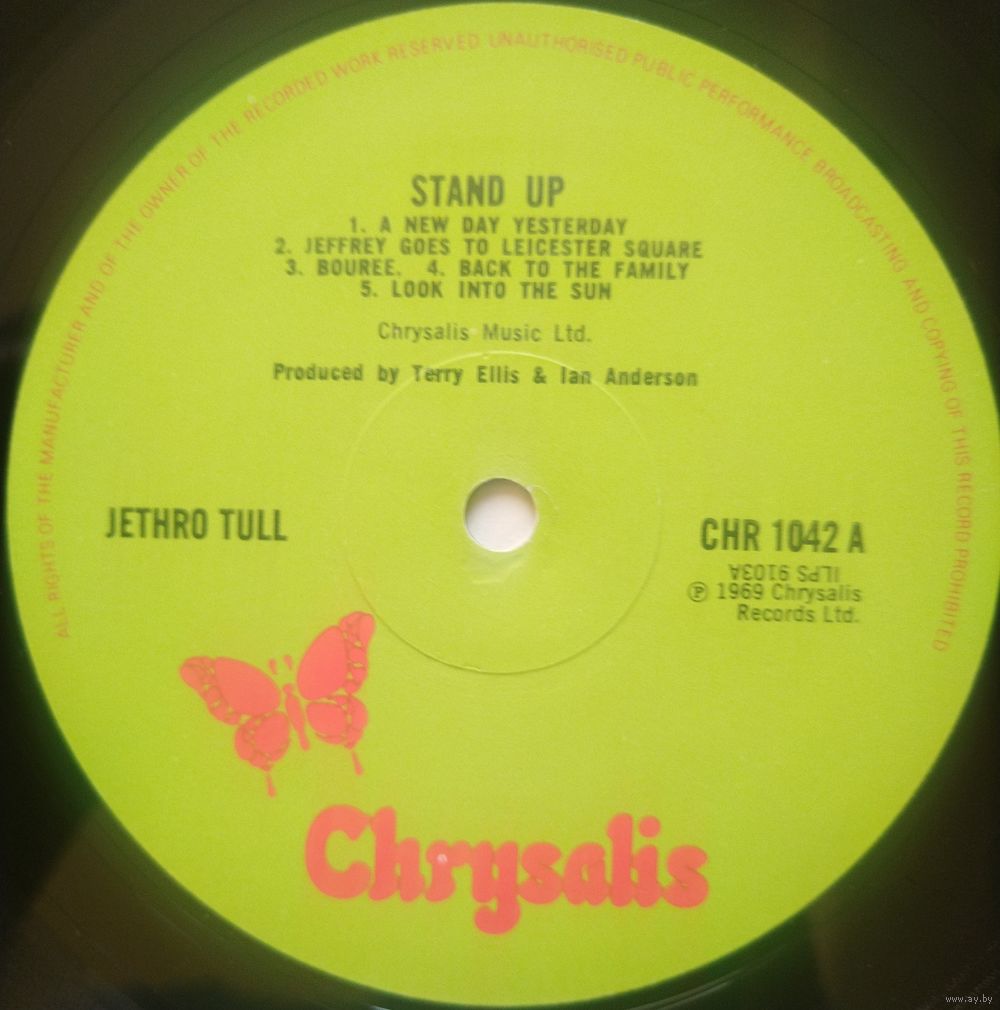 ALL RIGHTS OF THE MANUFACTURER AND OF THE OWNER OF THE RECORDED WORK RESERVED. UNAUTHORISED PUBLIC PERFORMANCE BROADCASTING AND COPYING OF THIS RECORD PROHIBITED
STAND UP
1. A NEW DAY YESTERDAY
2. JEFFREY GOES TO LEICESTER SQUARE
3. BOUREE. 4. BACK TO THE FAMILY
5. LOOK INTO THE SUN
Chrysalis Music Ltd.
Produced by Terry Ellis & Ian Anderson
JETHRO TULL
CHR 1042 A
ILPS 9103A
℗ 1969 Chrysalis
Records Ltd.
Chrysalis
www.ay.by